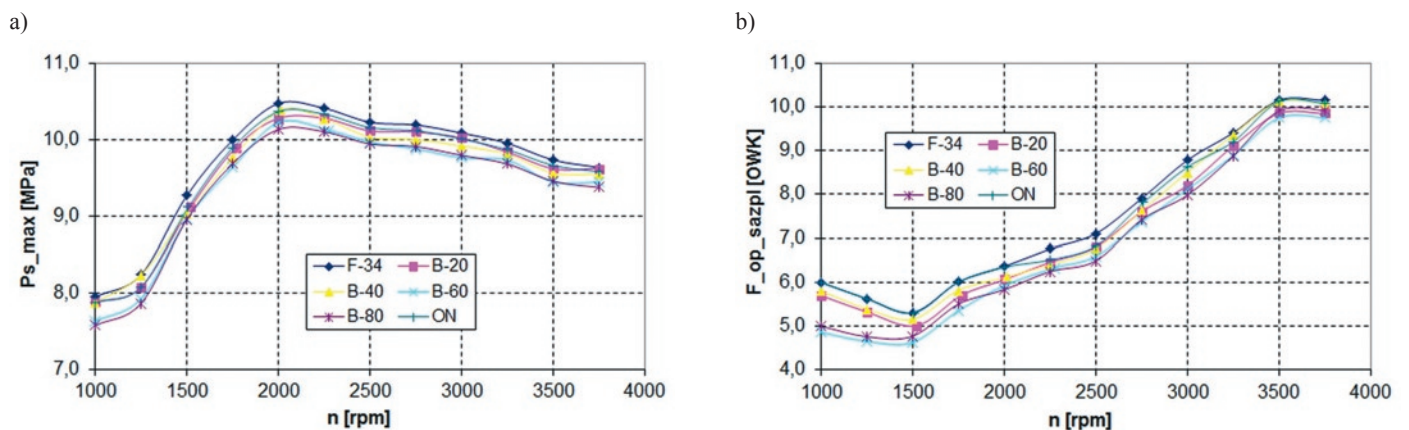 a)
11,0
10,0
9,0
8,0
7,0
Ps_max [MPa]
F-34 B-20
B-40 B-60
B-80 ON
1000 1500 2000 2500 3000 3500 4000
n [rpm]
b)
11,0
10,0
9,0
8,0
7,0
6,0
5,0
4,0
F_op_sazpl [OWK]
F-34 B-20
B-40 B-60
B-80 ON
1000 1500 2000 2500 3000 3500 4000
n [rpm]